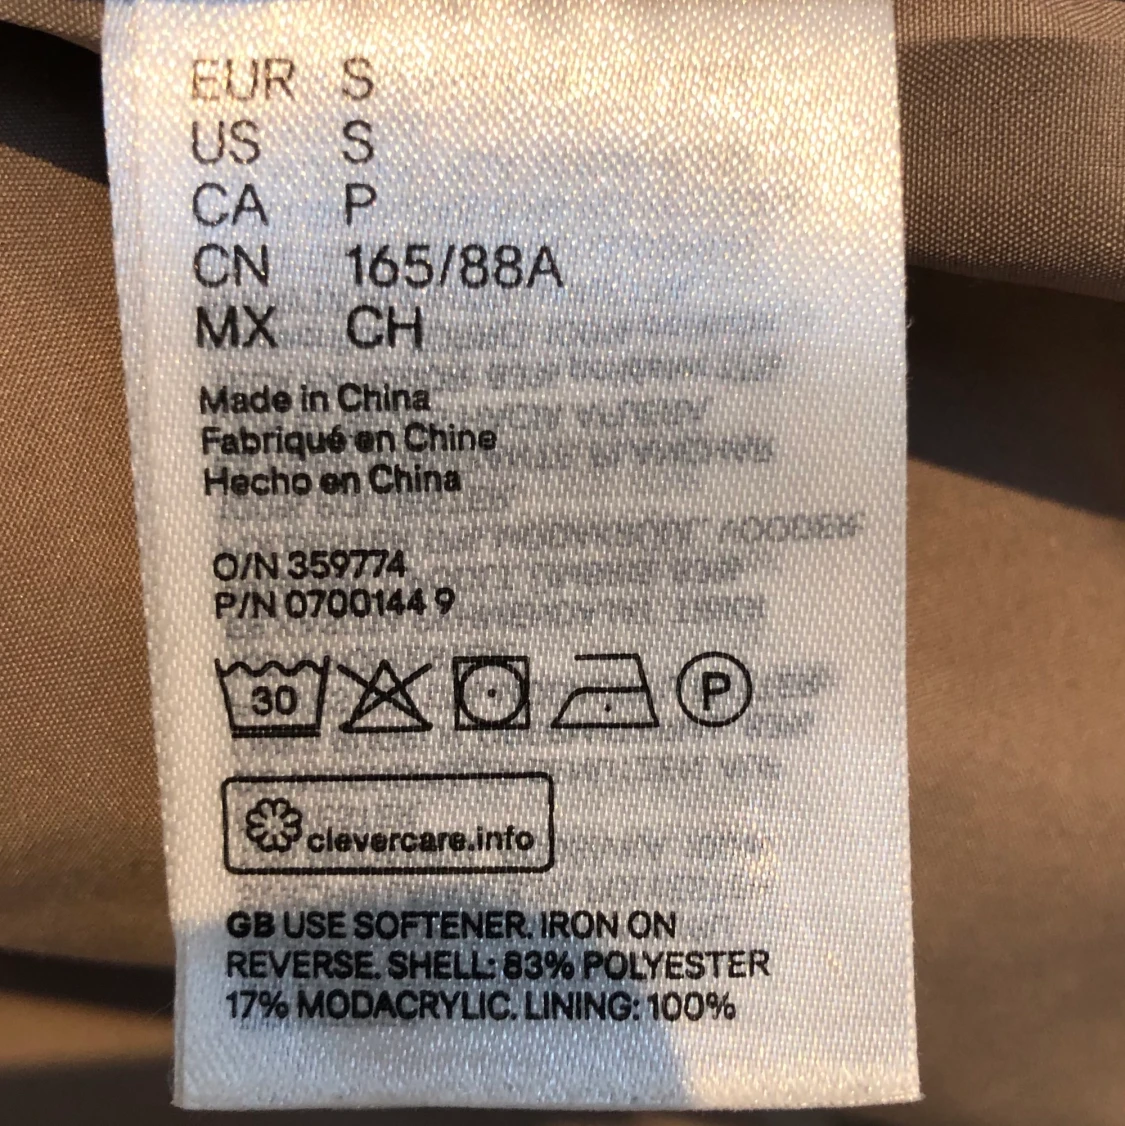 EUR S
US S
CA P
CN 165/88A
MX CH
Made in China
Fabriqué en Chine
Hecho en China
O/N 359774
P/N 0700144 9
30
P
clevercare.info
GB USE SOFTENER. IRON ON
REVERSE. SHELL: 83% POLYESTER
17% MODACRYLIC. LINING: 100%